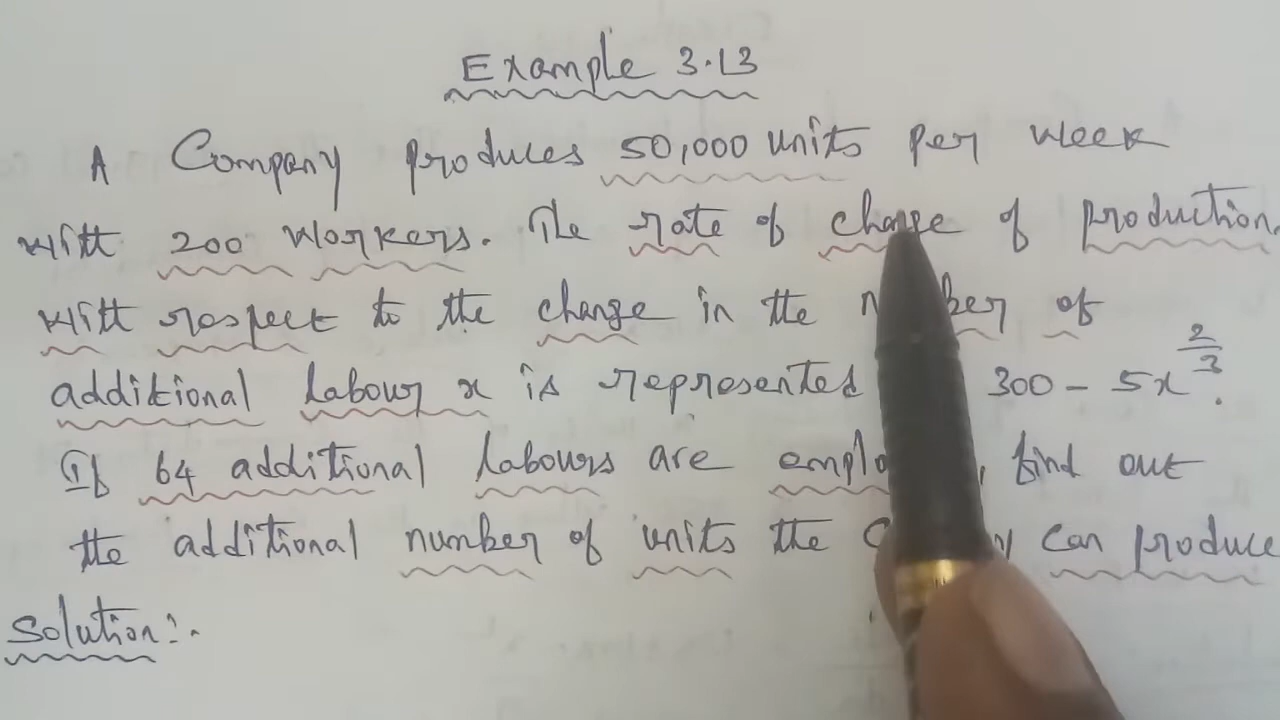 Example 3.13
A Company produces 50,000 units per week
with 200 workers. The rate of change of production
with respect to the change in the of
additional labour x is represented 300 - 5x^2/3.
If 64 additional labours are find out
the additional number of units the can produce
Solution:-